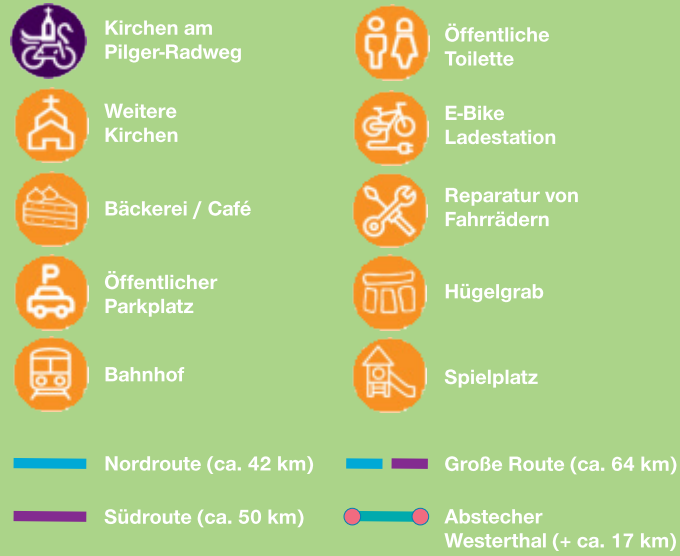 Kirchen am
Pilger-Radweg
Weitere
Kirchen
Bäckerei / Café
P
Öffentlicher
Parkplatz
Bahnhof
Öffentliche
Toilette
E-Bike
Ladestation
Reparatur von
Fahrrädern
Hügelgrab
Spielplatz
Nordroute (ca. 42 km)
Südroute (ca. 50 km)
Große Route (ca. 64 km)
Abstecher
Westerthal (+ ca. 17 km)